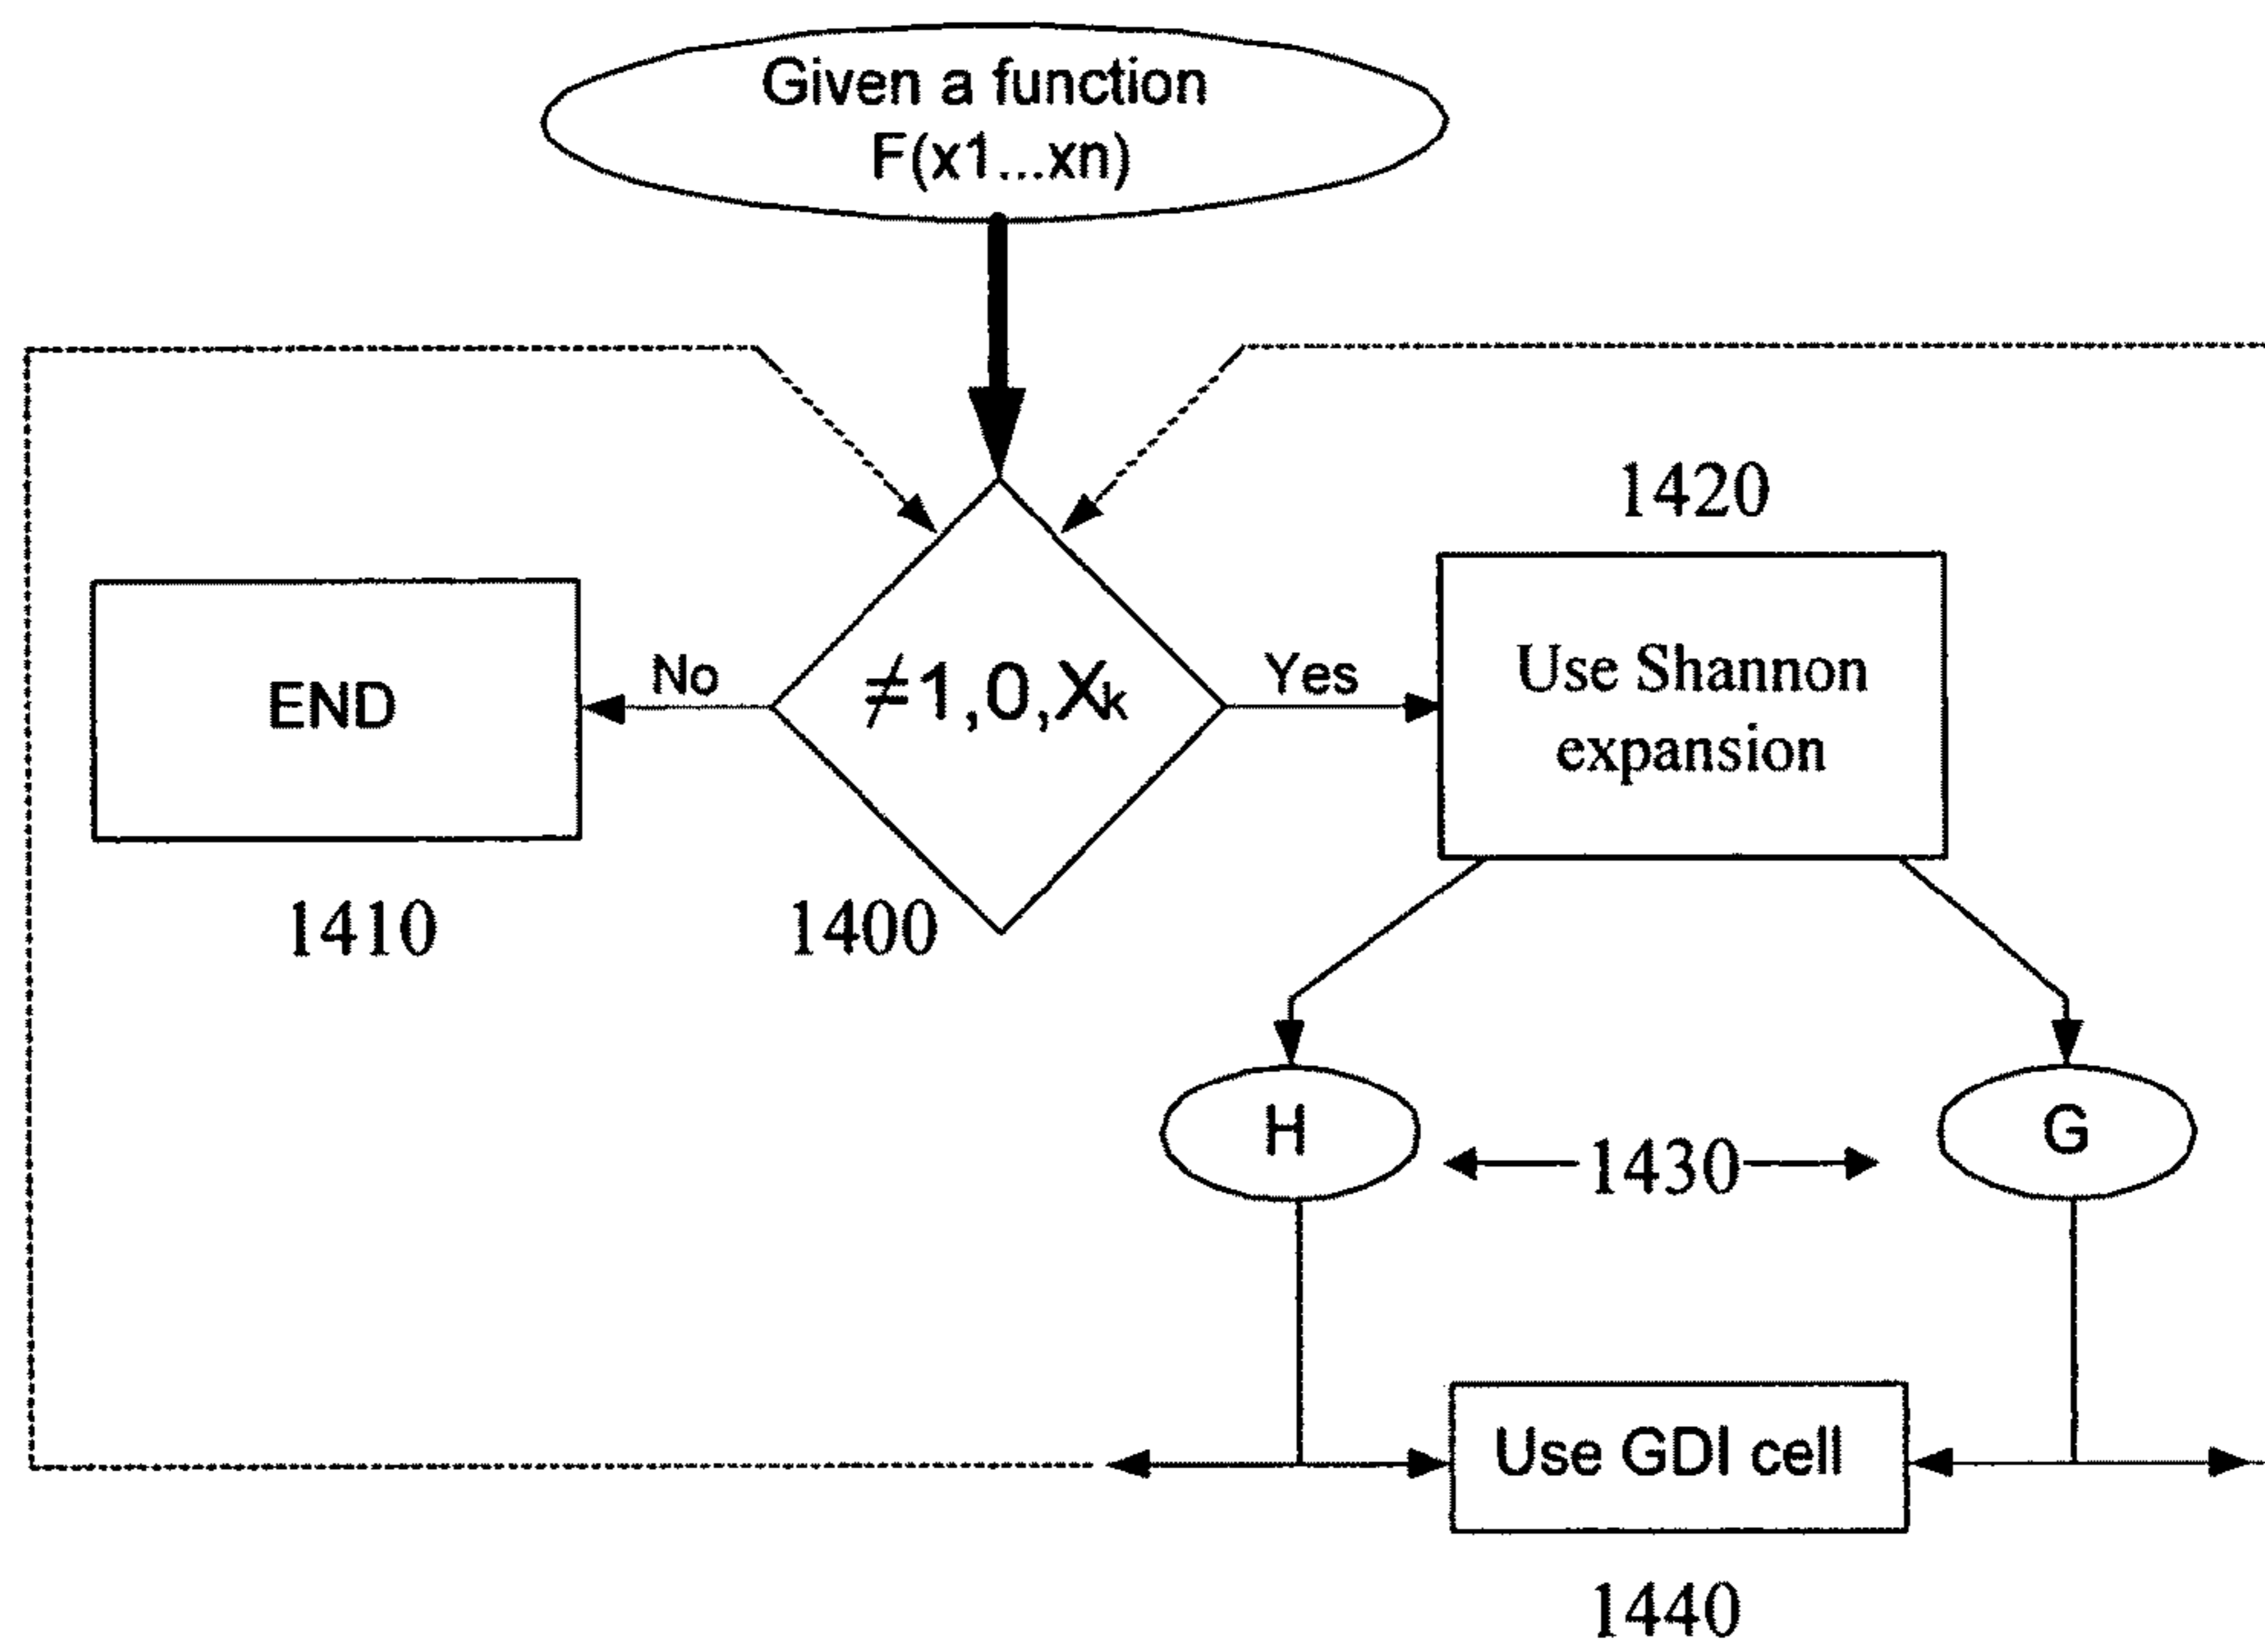 Given a function
F(x1...xn)
1420
END
No
≠1,0,Xk
Yes
Use Shannon
expansion
1410
1400
H
1430
G
Use GDI cell
1440